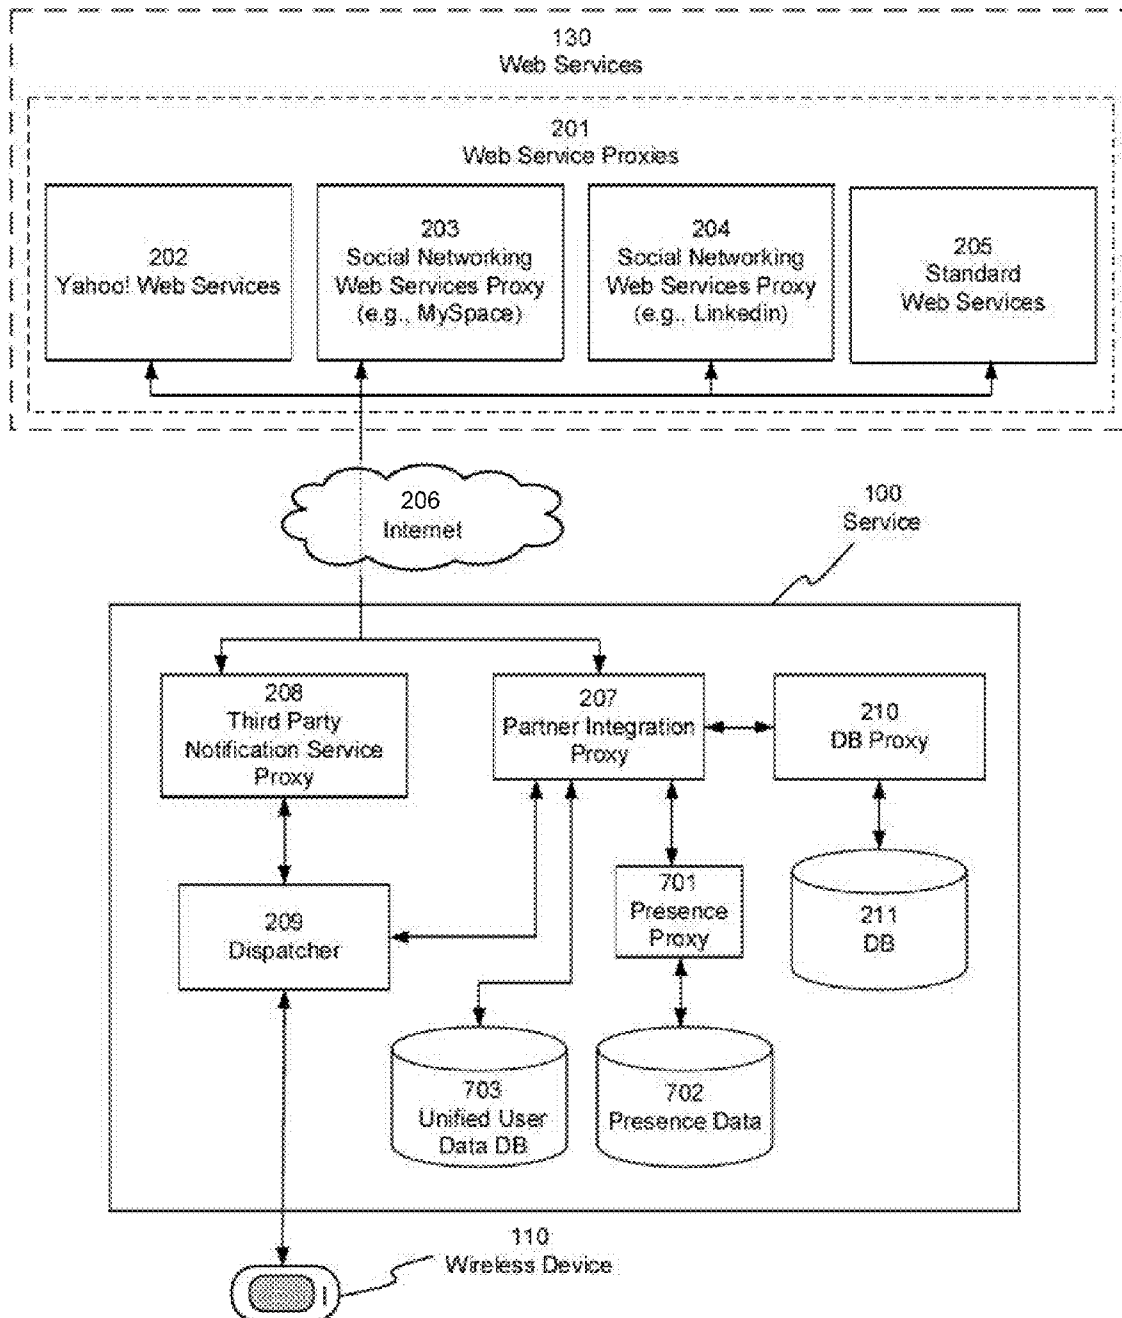 130
Web Services
201
Web Service Proxies
202
Yahoo! Web Services
203
Social Networking
Web Services Proxy
(e.g., MySpace)
204
Social Networking
Web Services Proxy
(e.g., Linkedin)
205
Standard
Web Services
206
Internet
100
Service
208
Third Party
Notification Service
Proxy
207
Partner Integration
Proxy
210
DB Proxy
209
Dispatcher
701
Presence
Proxy
211
DB
703
Unified User
Data DB
702
Presence Data
110
Wireless Device